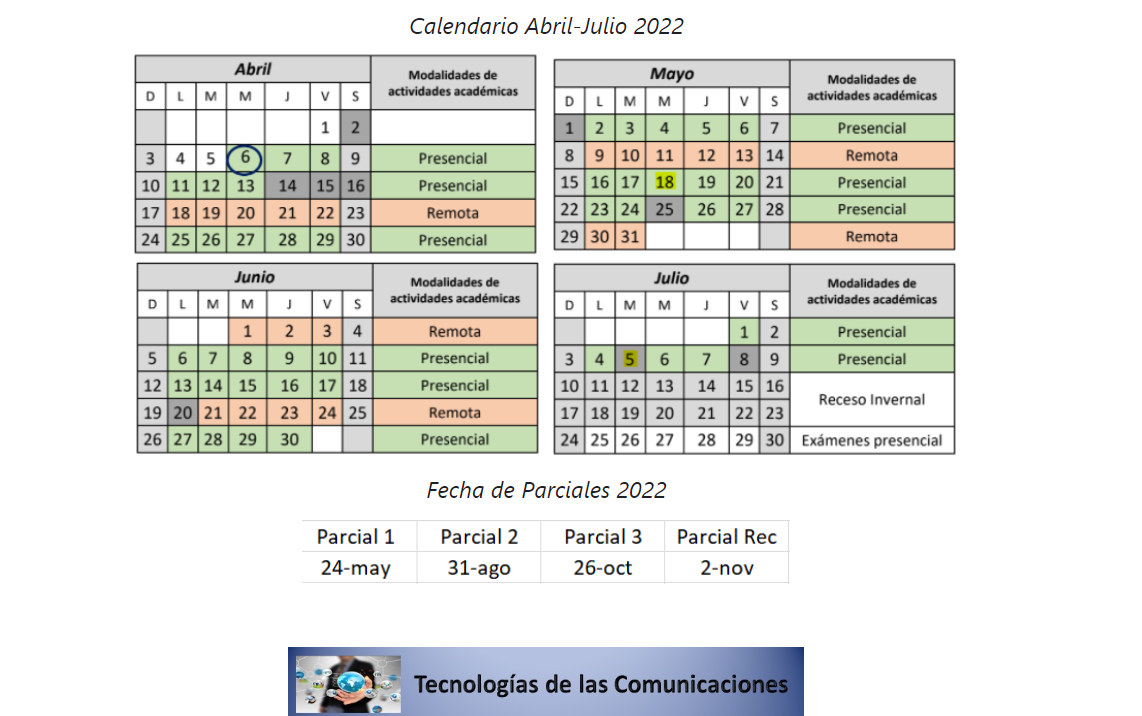 Calendario Abril-Julio 2022
Abril
Modalidades de
actividades académicas
D L M M J V S
1 2
3 4 5 6 7 8 9 Presencial
10 11 12 13 14 15 16 Presencial
17 18 19 20 21 22 23 Remota
24 25 26 27 28 29 30 Presencial
Mayo
Modalidades de
actividades académicas
D L M M J V S
1 2 3 4 5 6 7 Presencial
8 9 10 11 12 13 14 Remota
15 16 17 18 19 20 21 Presencial
22 23 24 25 26 27 28 Presencial
29 30 31 Remota
Junio
Modalidades de
actividades académicas
D L M M J V S
1 2 3 4 Remota
5 6 7 8 9 10 11 Presencial
12 13 14 15 16 17 18 Presencial
19 20 21 22 23 24 25 Remota
26 27 28 29 30 Presencial
Julio
Modalidades de
actividades académicas
D L M M J V S
1 2 Presencial
3 4 5 6 7 8 9 Presencial
10 11 12 13 14 15 16
Receso Invernal
17 18 19 20 21 22 23
24 25 26 27 28 29 30 Exámenes presencial
Fecha de Parciales 2022
Parcial 1 Parcial 2 Parcial 3 Parcial Rec
24-may 31-ago 26-oct 2-nov
Tecnologías de las Comunicaciones